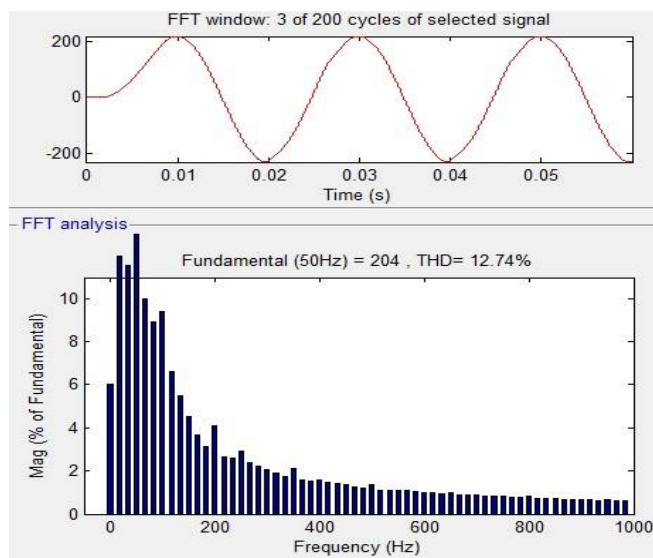 FFT window: 3 of 200 cycles of selected signal
200
0
-200
0 0.01 0.02 0.03 0.04 0.05
Time (s)
FFT analysis
Fundamental (50Hz) = 204 , THD= 12.74%
Mag (% of Fundamental)
10
8
6
4
2
0
0 200 400 600 800 1000
Frequency (Hz)